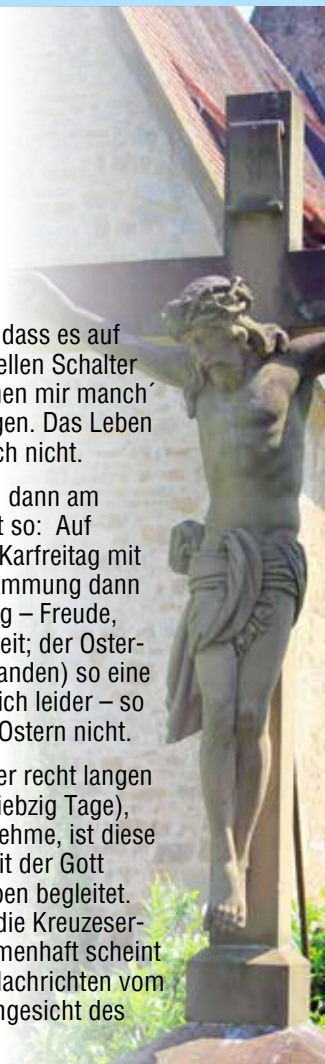 dass es auf
ellen Schalter
nen mir manch´
gen. Das Leben
ch nicht.
dann am
t so: Auf
Karfreitag mit
mmung dann
g – Freude,
eit; der Oster-
anden) so eine
ich leider – so
Ostern nicht.
er recht langen
iebzig Tage),
ehme, ist diese
it der Gott
ben begleitet.
die Kreuzeser-
menhaft scheint
Nachrichten vom
ngesicht des